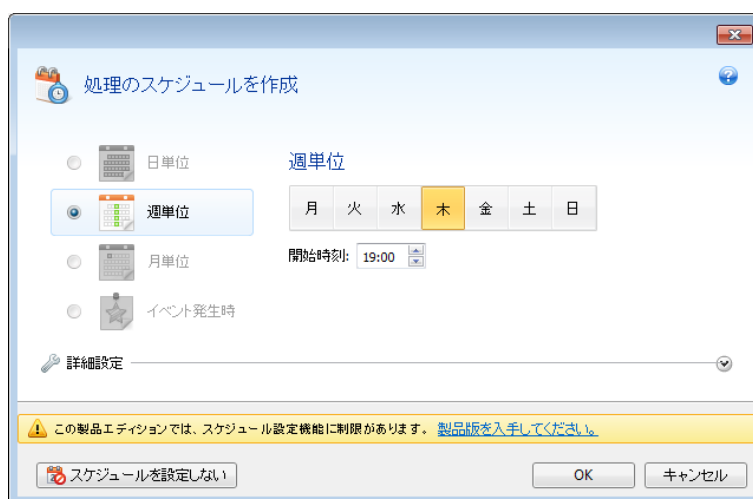 処理のスケジュールを作成
日単位
週単位
月単位
イベント発生時
週単位
月 火 水 木 金 土 日
開始時刻: 19:00
詳細設定
この製品エディションでは、スケジュール設定機能に制限があります。 製品版を入手してください。
スケジュールを設定しない OK キャンセル